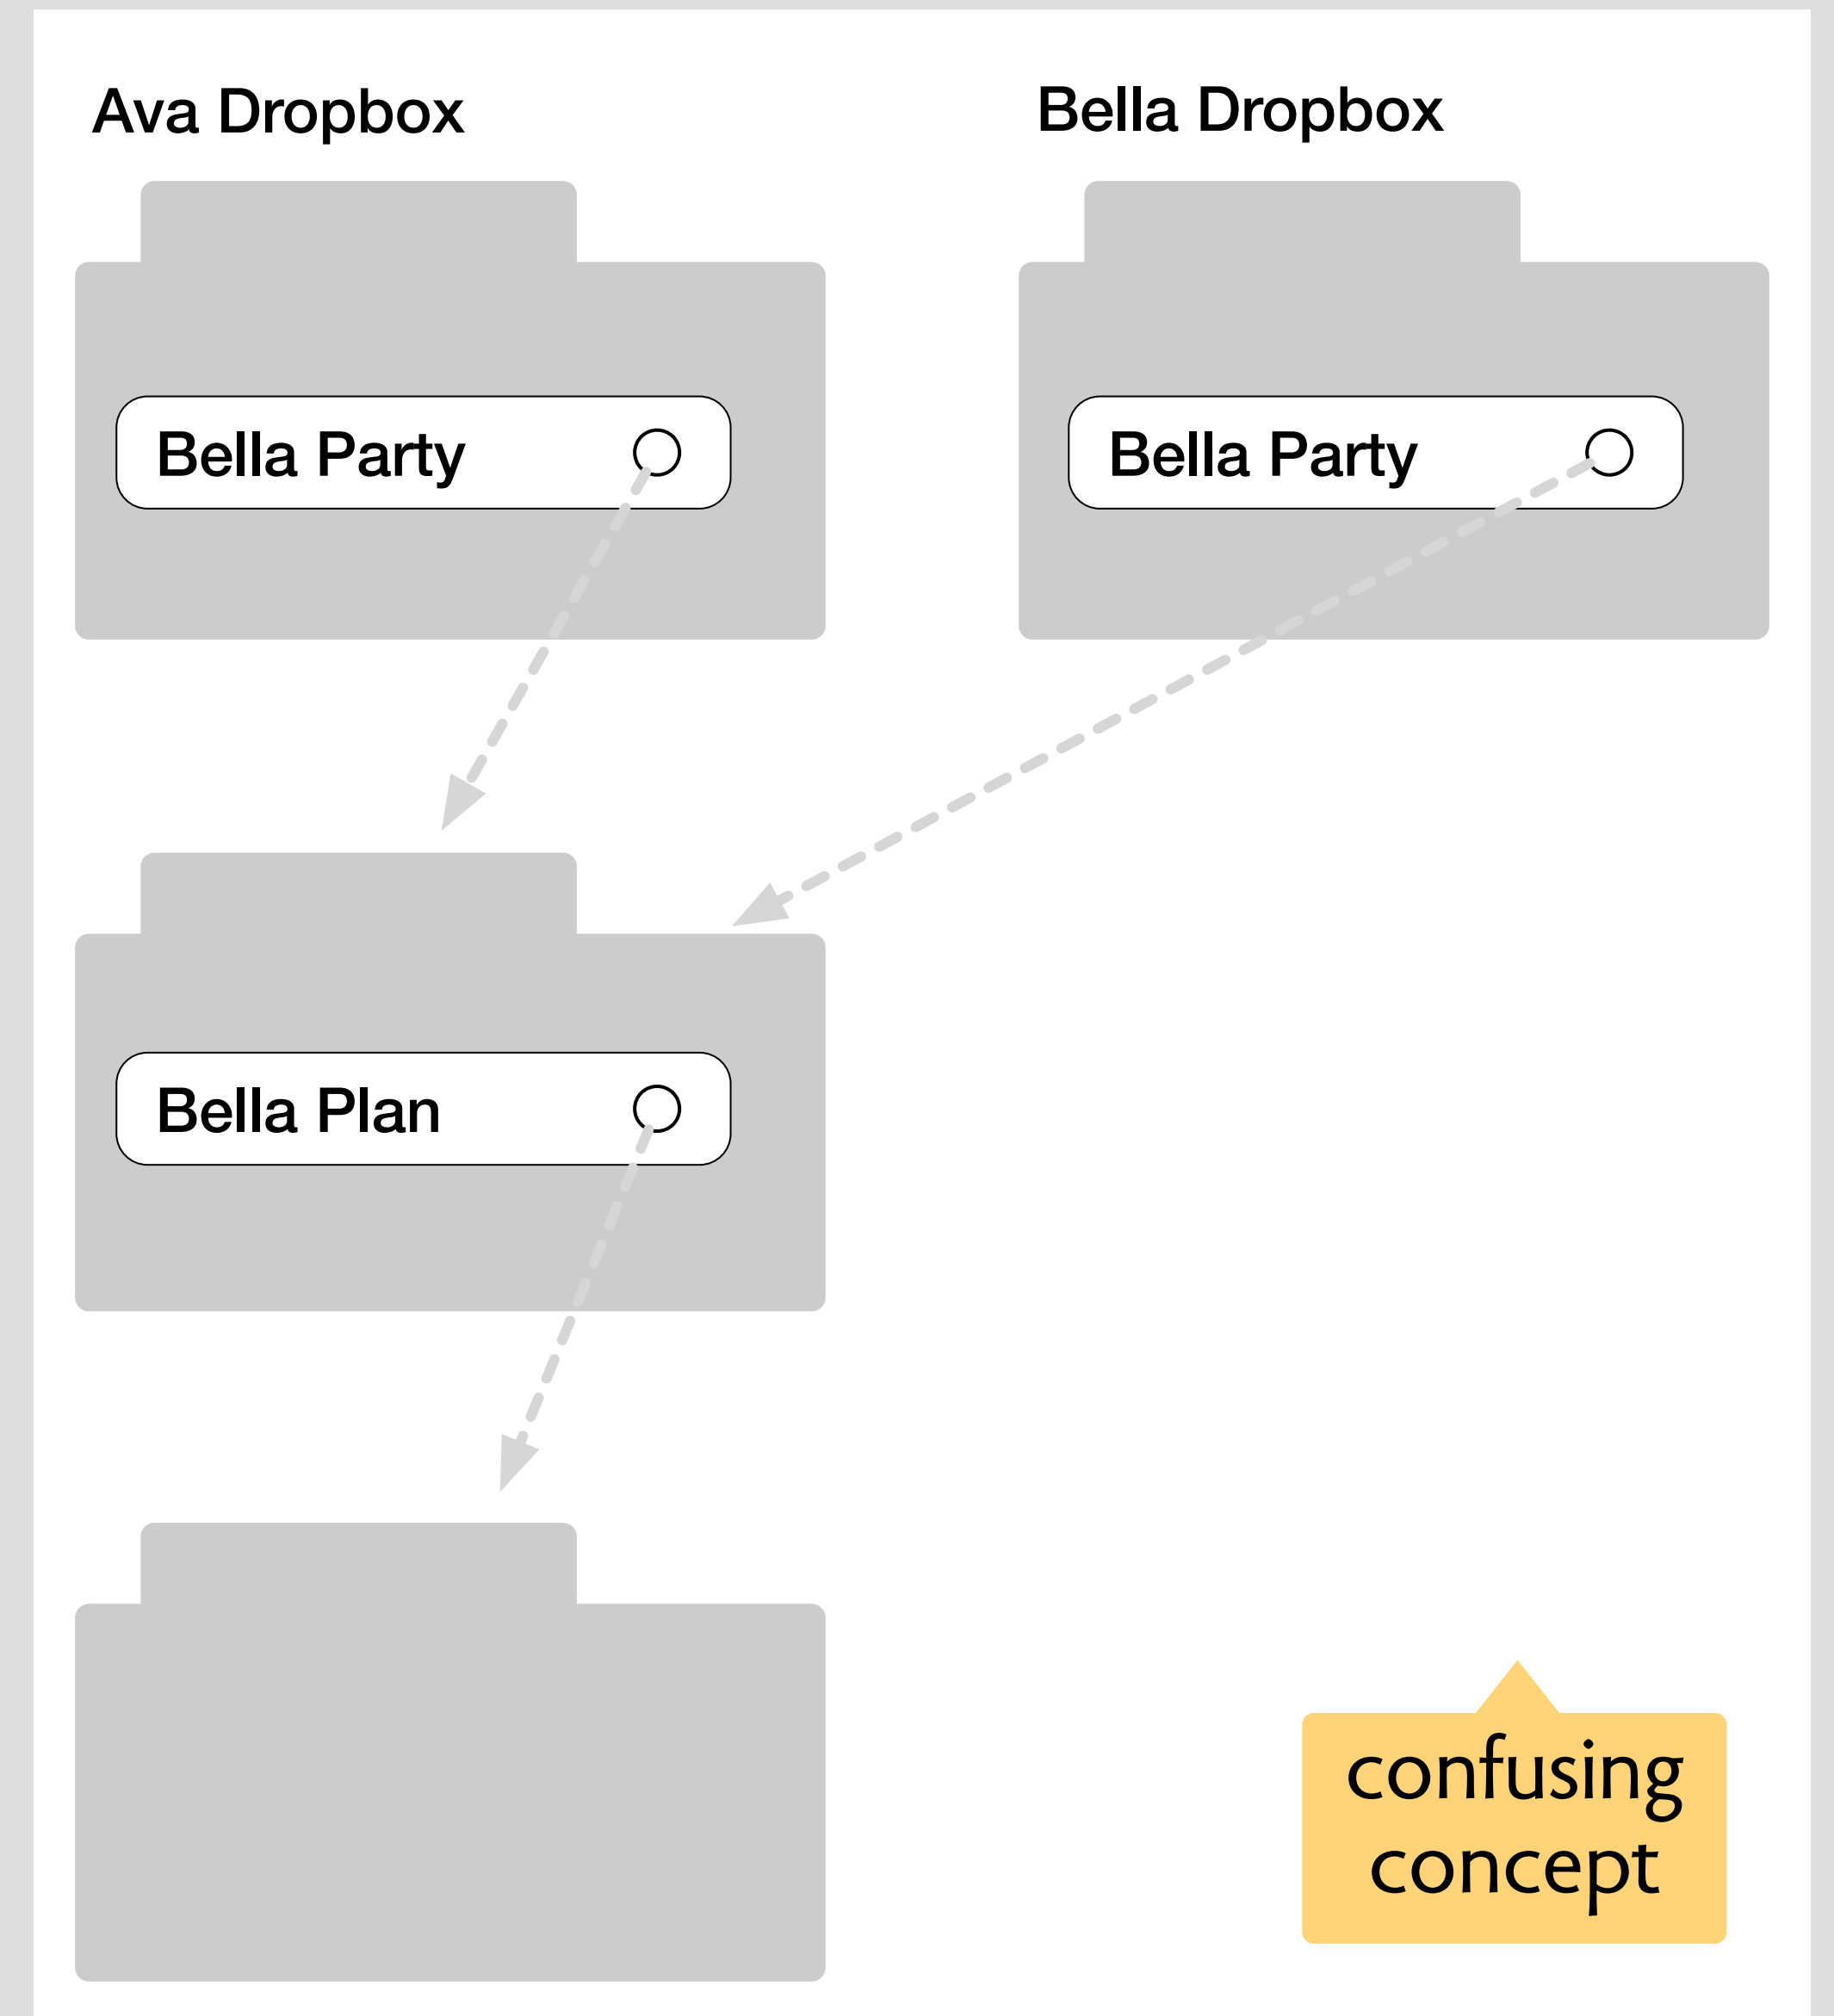 Ava Dropbox
Bella Dropbox
Bella Party
Bella Party
Bella Plan
confusing
concept